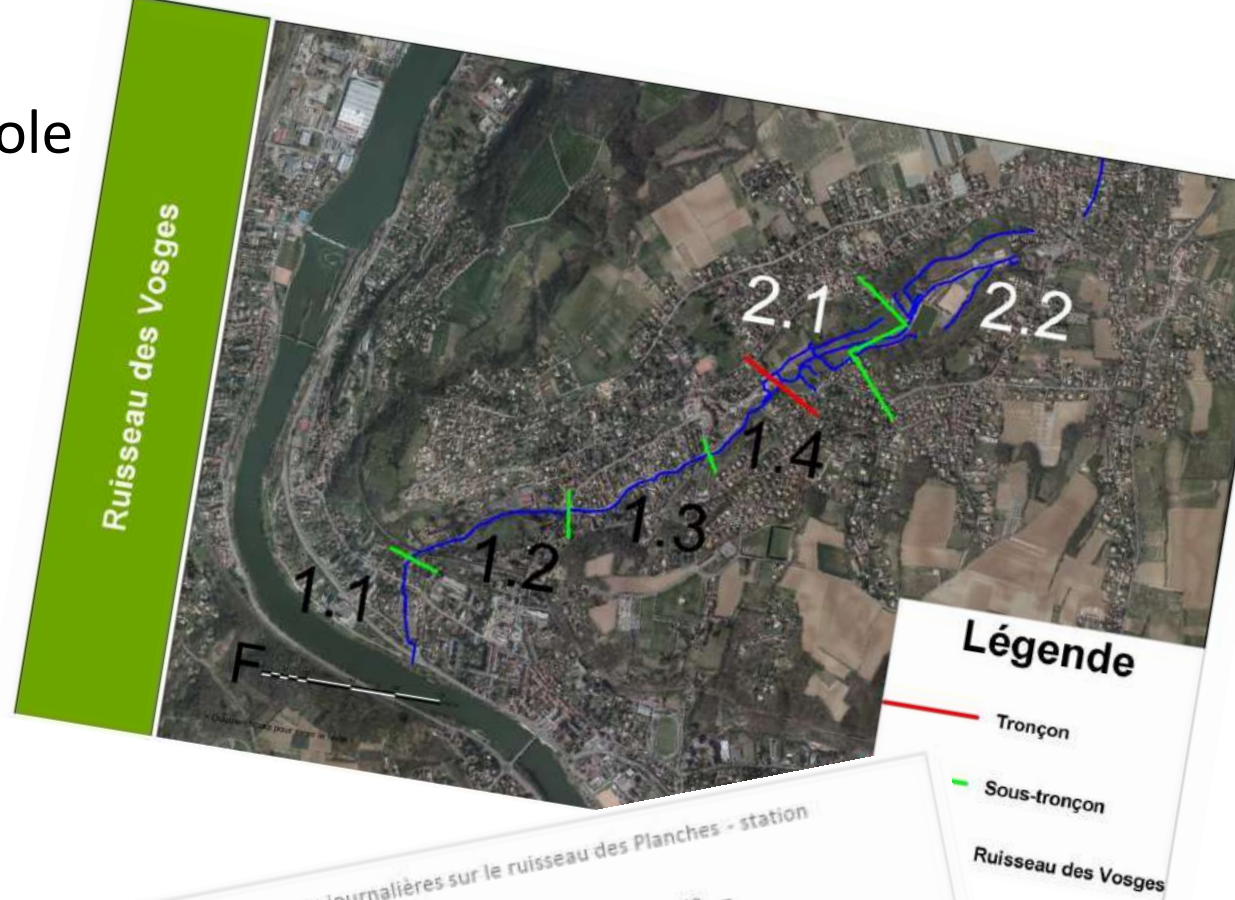 ole
Ruisseau des Vosges
2.1
2.2
1.4
1.3
1.2
1.1
F
Légende
Tronçon
Sous-tronçon
Ruisseau des Vosges
journalières sur le ruisseau des Planches - station